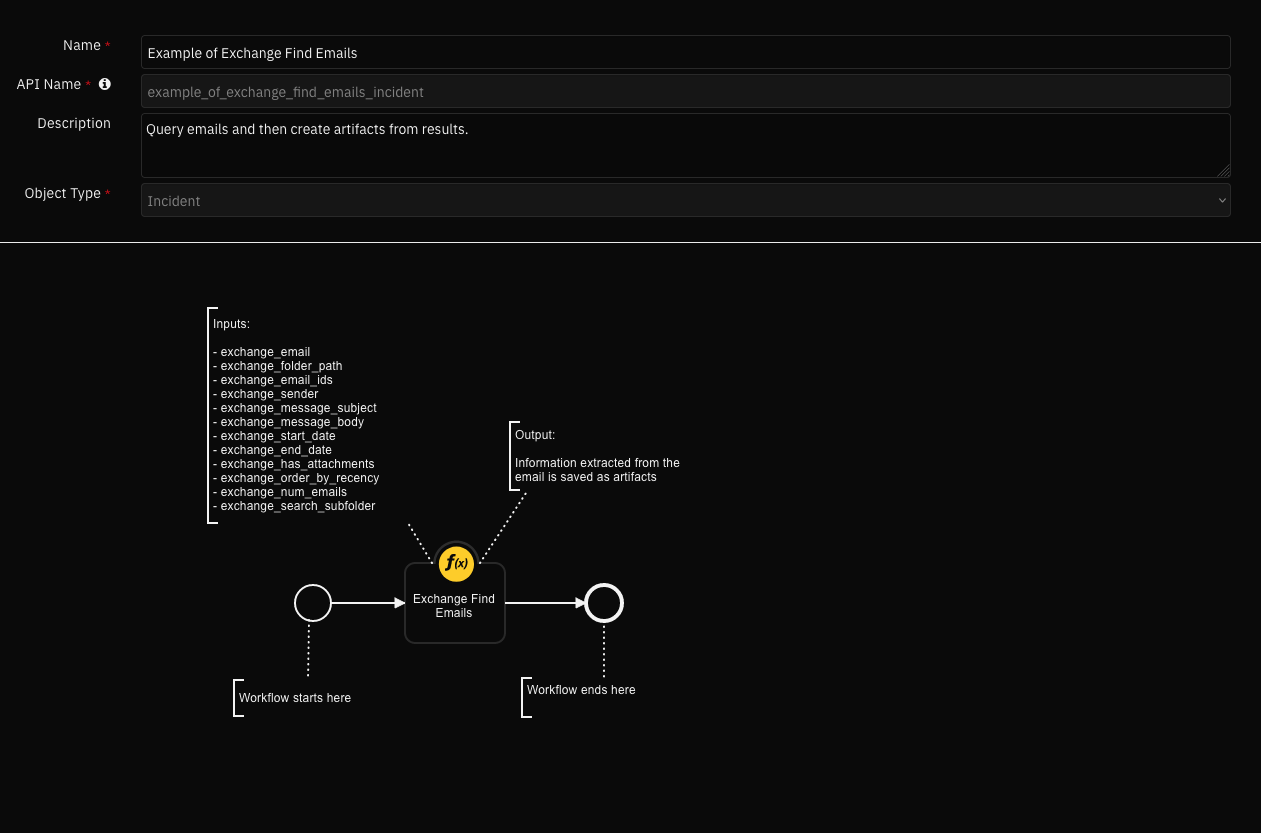 Name *
Example of Exchange Find Emails
API Name *
example_of_exchange_find_emails_incident
Description
Query emails and then create artifacts from results.
Object Type *
Incident
Inputs:
- exchange_email
- exchange_folder_path
- exchange_email_ids
- exchange_sender
- exchange_message_subject
- exchange_message_body
- exchange_start_date
- exchange_end_date
- exchange_has_attachments
- exchange_order_by_recency
- exchange_num_emails
- exchange_search_subfolder
Output:
Information extracted from the
email is saved as artifacts
f(x)
Exchange Find
Emails
Workflow starts here
Workflow ends here